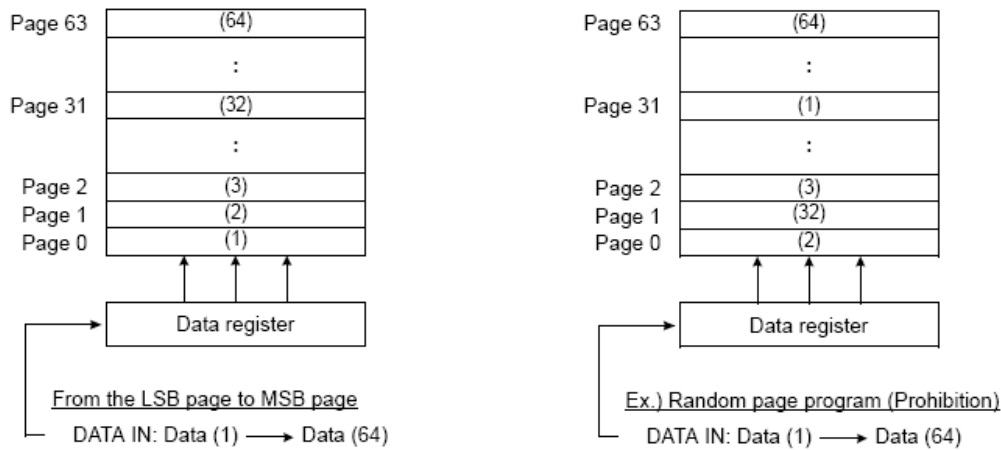 Page 63 (64)
:
Page 31 (32)
:
Page 2 (3)
Page 1 (2)
Page 0 (1)
Data register
From the LSB page to MSB page
DATA IN: Data (1) Data (64)
Page 63 (64)
:
Page 31 (1)
:
Page 2 (3)
Page 1 (32)
Page 0 (2)
Data register
Ex.) Random page program (Prohibition)
DATA IN: Data (1) Data (64)